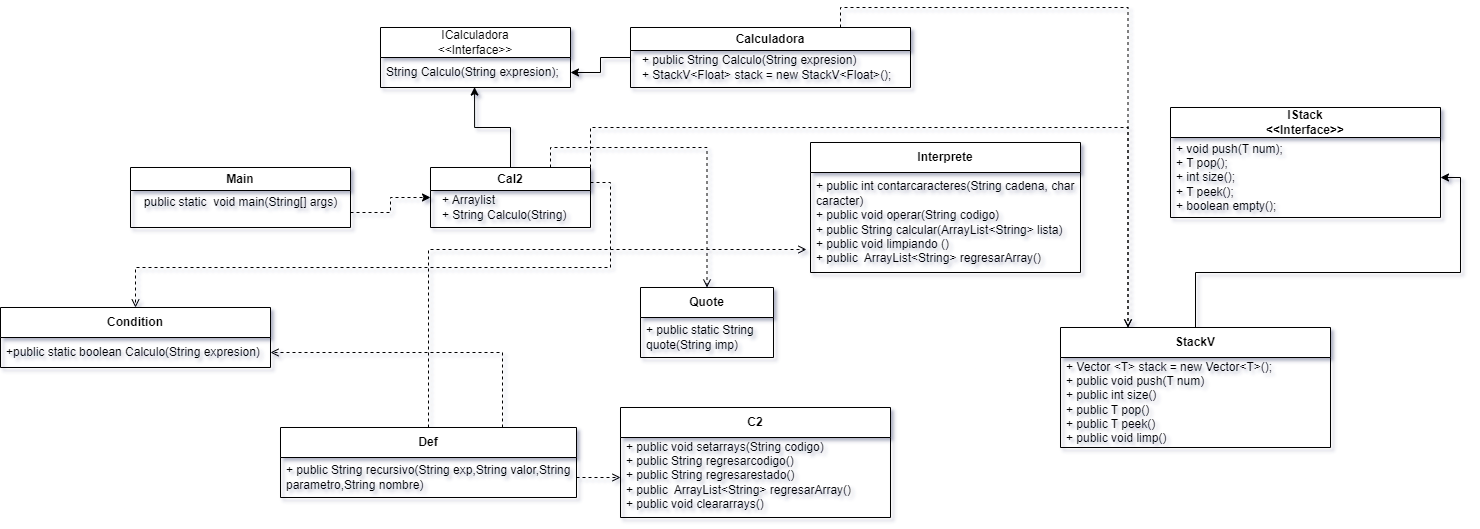 ICalculadora
<<Interface>>
String Calculo(String expresion);
Calculadora
+ public String Calculo(String expresion)
+ StackV<Float> stack = new StackV<Float>();
IStack
<<Interface>>
+ void push(T num);
+ T pop();
+ int size();
+ T peek();
+ boolean empty();
Main
public static  void main(String[] args)
Cal2
+ Arraylist
+ String Calculo(String)
Interprete
+ public int contarcaracteres(String cadena, char
caracter)
+ public void operar(String codigo)
+ public String calcular(ArrayList<String> lista)
+ public void limpiando ()
+ public  ArrayList<String> regresarArray()
Condition
+public static boolean Calculo(String expresion)
Quote
+ public static String
quote(String imp)
StackV
+ Vector <T> stack = new Vector<T>();
+ public void push(T num)
+ public int size()
+ public T pop()
+ public T peek()
+ public void limp()
Def
+ public String recursivo(String exp,String valor,String
parametro,String nombre)
C2
+ public void setarrays(String codigo)
+ public String regresarcodigo()
+ public String regresarestado()
+ public  ArrayList<String> regresarArray()
+ public void cleararrays()